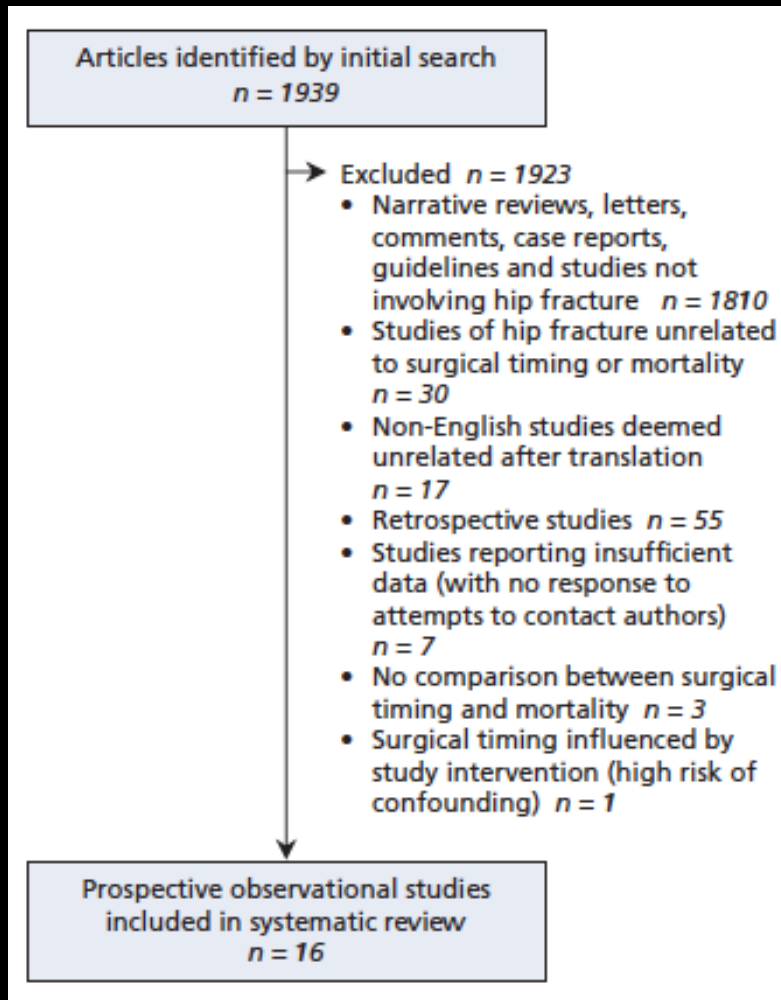 Articles identified by initial search
n = 1939
Excluded n = 1923
• Narrative reviews, letters,
comments, case reports,
guidelines and studies not
involving hip fracture n = 1810
• Studies of hip fracture unrelated
to surgical timing or mortality
n = 30
• Non-English studies deemed
unrelated after translation
n = 17
• Retrospective studies n = 55
• Studies reporting insufficient
data (with no response to
attempts to contact authors)
n = 7
• No comparison between surgical
timing and mortality n = 3
• Surgical timing influenced by
study intervention (high risk of
confounding) n = 1
Prospective observational studies
included in systematic review
n = 16